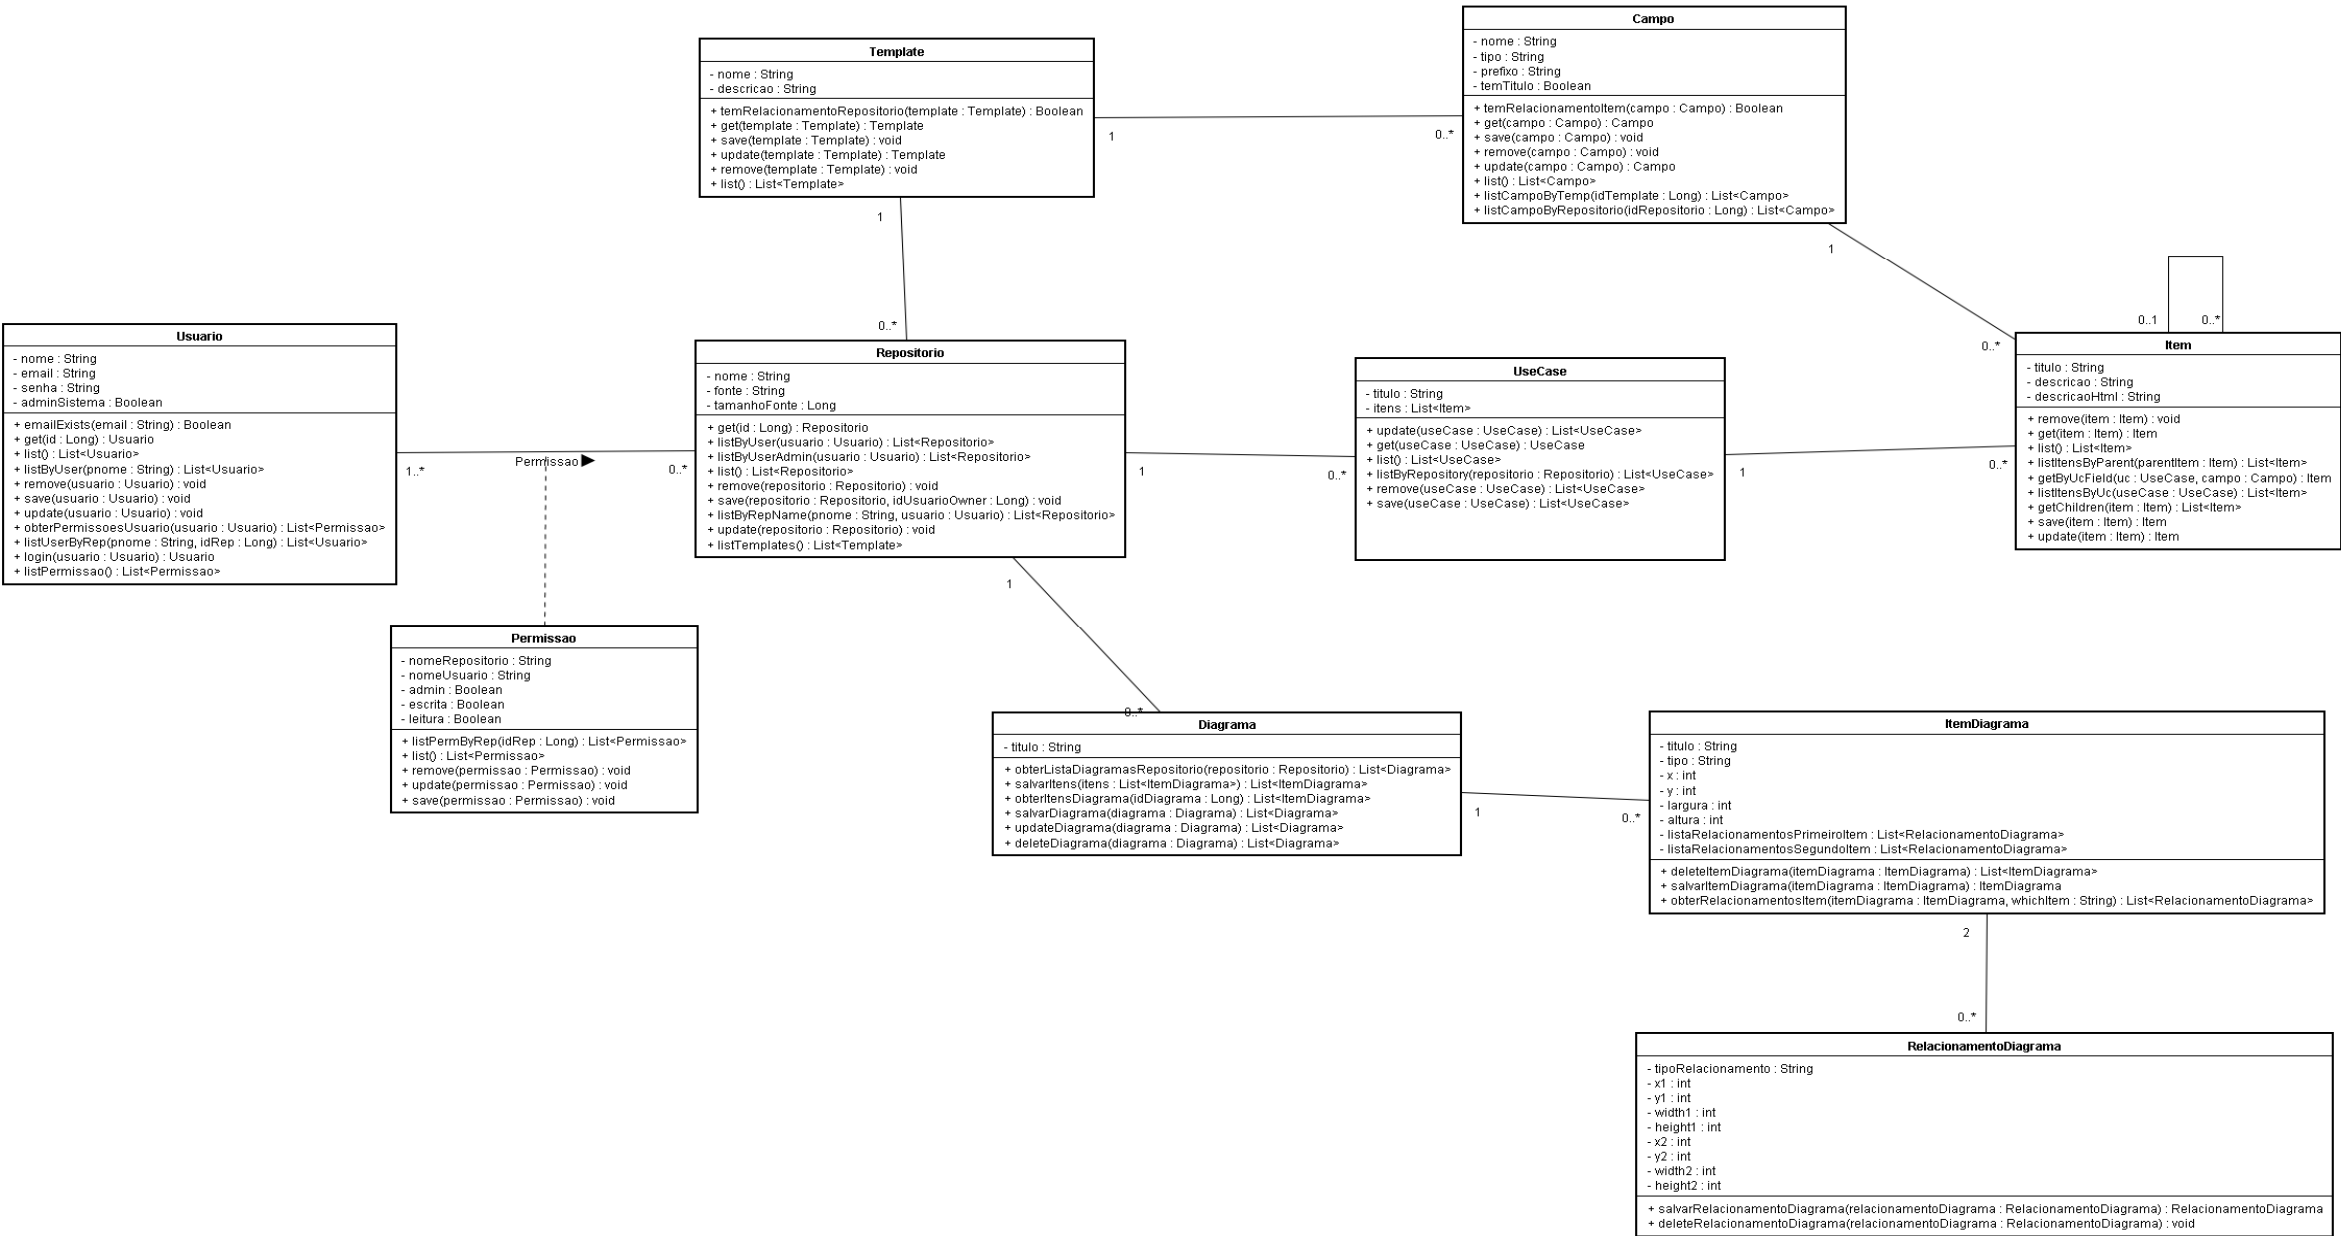 Template
- nome : String
- descricao : String
+ temRelacionamentoRepositorio(template : Template) : Boolean
+ get(template : Template) : Template
+ save(template : Template) : void
+ update(template : Template) : Template
+ remove(template : Template) : void
+ list() : List<Template>
1
1
Campo
- nome : String
- tipo : String
- prefixo : String
- temTitulo : Boolean
+ temRelacionamentoItem(campo : Campo) : Boolean
+ get(campo : Campo) : Campo
+ save(campo : Campo) : void
+ remove(campo : Campo) : void
+ update(campo : Campo) : Campo
+ list() : List<Campo>
+ listCampoByTemp(idTemplate : Long) : List<Campo>
+ listCampoByRepositorio(idRepositorio : Long) : List<Campo>
0..*
1
Usuario
- nome : String
- email : String
- senha : String
- adminSistema : Boolean
+ emailExists(email : String) : Boolean
+ get(id : Long) : Usuario
+ list() : List<Usuario>
+ listByUser(pnome : String) : List<Usuario>
+ remove(usuario : Usuario) : void
+ save(usuario : Usuario) : void
+ update(usuario : Usuario) : void
+ obterPermissoesUsuario(usuario : Usuario) : List<Permissao>
+ listUserByRep(pnome : String, idRep : Long) : List<Usuario>
+ login(usuario : Usuario) : Usuario
+ listPermissao() : List<Permissao>
1..*
Permissao
0..*
0..*
Repositorio
- nome : String
- fonte : String
- tamanhoFonte : Long
+ get(id : Long) : Repositorio
+ listByUser(usuario : Usuario) : List<Repositorio>
+ listByUserAdmin(usuario : Usuario) : List<Repositorio>
+ list() : List<Repositorio>
+ remove(repositorio : Repositorio) : void
+ save(repositorio : Repositorio, idUsuarioOwner : Long) : void
+ listByRepName(pnome : String, usuario : Usuario) : List<Repositorio>
+ update(repositorio : Repositorio) : void
+ listTemplates() : List<Template>
1
1
0..*
UseCase
- titulo : String
- itens : List<Item>
+ update(useCase : UseCase) : List<UseCase>
+ get(useCase : UseCase) : UseCase
+ list() : List<UseCase>
+ listByRepository(repositorio : Repositorio) : List<UseCase>
+ remove(useCase : UseCase) : List<UseCase>
+ save(useCase : UseCase) : List<UseCase>
1
0..*
0..1
0..*
0..*
Item
- titulo : String
- descricao : String
- descricaoHtml : String
+ remove(item : Item) : void
+ get(item : Item) : Item
+ list() : List<Item>
+ listItensByParent(parentItem : Item) : List<Item>
+ getByUcField(uc : UseCase, campo : Campo) : Item
+ listItensByUc(useCase : UseCase) : List<Item>
+ getChildren(item : Item) : List<Item>
+ save(item : Item) : Item
+ update(item : Item) : Item
Permissao
- nomeRepositorio : String
- nomeUsuario : String
- admin : Boolean
- escrita : Boolean
- leitura : Boolean
+ listPermByRep(idRep : Long) : List<Permissao>
+ list() : List<Permissao>
+ remove(permissao : Permissao) : void
+ update(permissao : Permissao) : void
+ save(permissao : Permissao) : void
0..*
Diagrama
- titulo : String
+ obterListaDiagramasRepositorio(repositorio : Repositorio) : List<Diagrama>
+ salvarItens(itens : List<ItemDiagrama>) : List<ItemDiagrama>
+ obterItensDiagrama(idDiagrama : Long) : List<ItemDiagrama>
+ salvarDiagrama(diagrama : Diagrama) : List<Diagrama>
+ updateDiagrama(diagrama : Diagrama) : List<Diagrama>
+ deleteDiagrama(diagrama : Diagrama) : List<Diagrama>
1
0..*
ItemDiagrama
- titulo : String
- tipo : String
- x : int
- y : int
- largura : int
- altura : int
- listaRelacionamentosPrimeiroItem : List<RelacionamentoDiagrama>
- listaRelacionamentosSegundoItem : List<RelacionamentoDiagrama>
+ deleteItemDiagrama(itemDiagrama : ItemDiagrama) : List<ItemDiagrama>
+ salvarItemDiagrama(itemDiagrama : ItemDiagrama) : ItemDiagrama
+ obterRelacionamentosItem(itemDiagrama : ItemDiagrama, whichItem : String) : List<RelacionamentoDiagrama>
2
0..*
RelacionamentoDiagrama
- tipoRelacionamento : String
- x1 : int
- y1 : int
- width1 : int
- height1 : int
- x2 : int
- y2 : int
- width2 : int
- height2 : int
+ salvarRelacionamentoDiagrama(relacionamentoDiagrama : RelacionamentoDiagrama) : RelacionamentoDiagrama
+ deleteRelacionamentoDiagrama(relacionamentoDiagrama : RelacionamentoDiagrama) : void